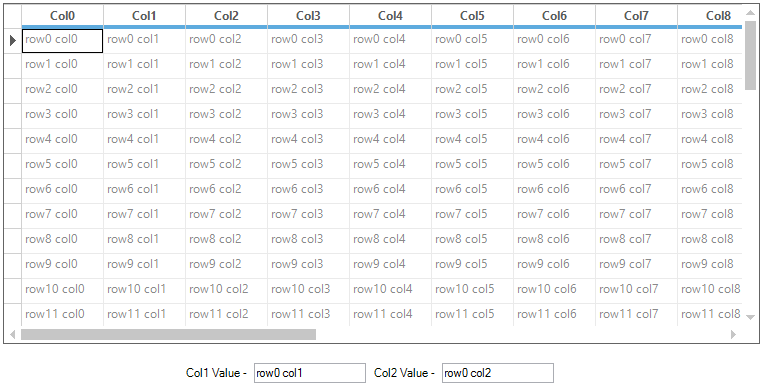 Col0 Col1 Col2 Col3 Col4 Col5 Col6 Col7 Col8
row0 col0 row0 col1 row0 col2 row0 col3 row0 col4 row0 col5 row0 col6 row0 col7 row0 col8
row1 col0 row1 col1 row1 col2 row1 col3 row1 col4 row1 col5 row1 col6 row1 col7 row1 col8
row2 col0 row2 col1 row2 col2 row2 col3 row2 col4 row2 col5 row2 col6 row2 col7 row2 col8
row3 col0 row3 col1 row3 col2 row3 col3 row3 col4 row3 col5 row3 col6 row3 col7 row3 col8
row4 col0 row4 col1 row4 col2 row4 col3 row4 col4 row4 col5 row4 col6 row4 col7 row4 col8
row5 col0 row5 col1 row5 col2 row5 col3 row5 col4 row5 col5 row5 col6 row5 col7 row5 col8
row6 col0 row6 col1 row6 col2 row6 col3 row6 col4 row6 col5 row6 col6 row6 col7 row6 col8
row7 col0 row7 col1 row7 col2 row7 col3 row7 col4 row7 col5 row7 col6 row7 col7 row7 col8
row8 col0 row8 col1 row8 col2 row8 col3 row8 col4 row8 col5 row8 col6 row8 col7 row8 col8
row9 col0 row9 col1 row9 col2 row9 col3 row9 col4 row9 col5 row9 col6 row9 col7 row9 col8
row10 col0 row10 col1 row10 col2 row10 col3 row10 col4 row10 col5 row10 col6 row10 col7 row10 col8
row11 col0 row11 col1 row11 col2 row11 col3 row11 col4 row11 col5 row11 col6 row11 col7 row11 col8
Col1 Value - row0 col1 Col2 Value - row0 col2